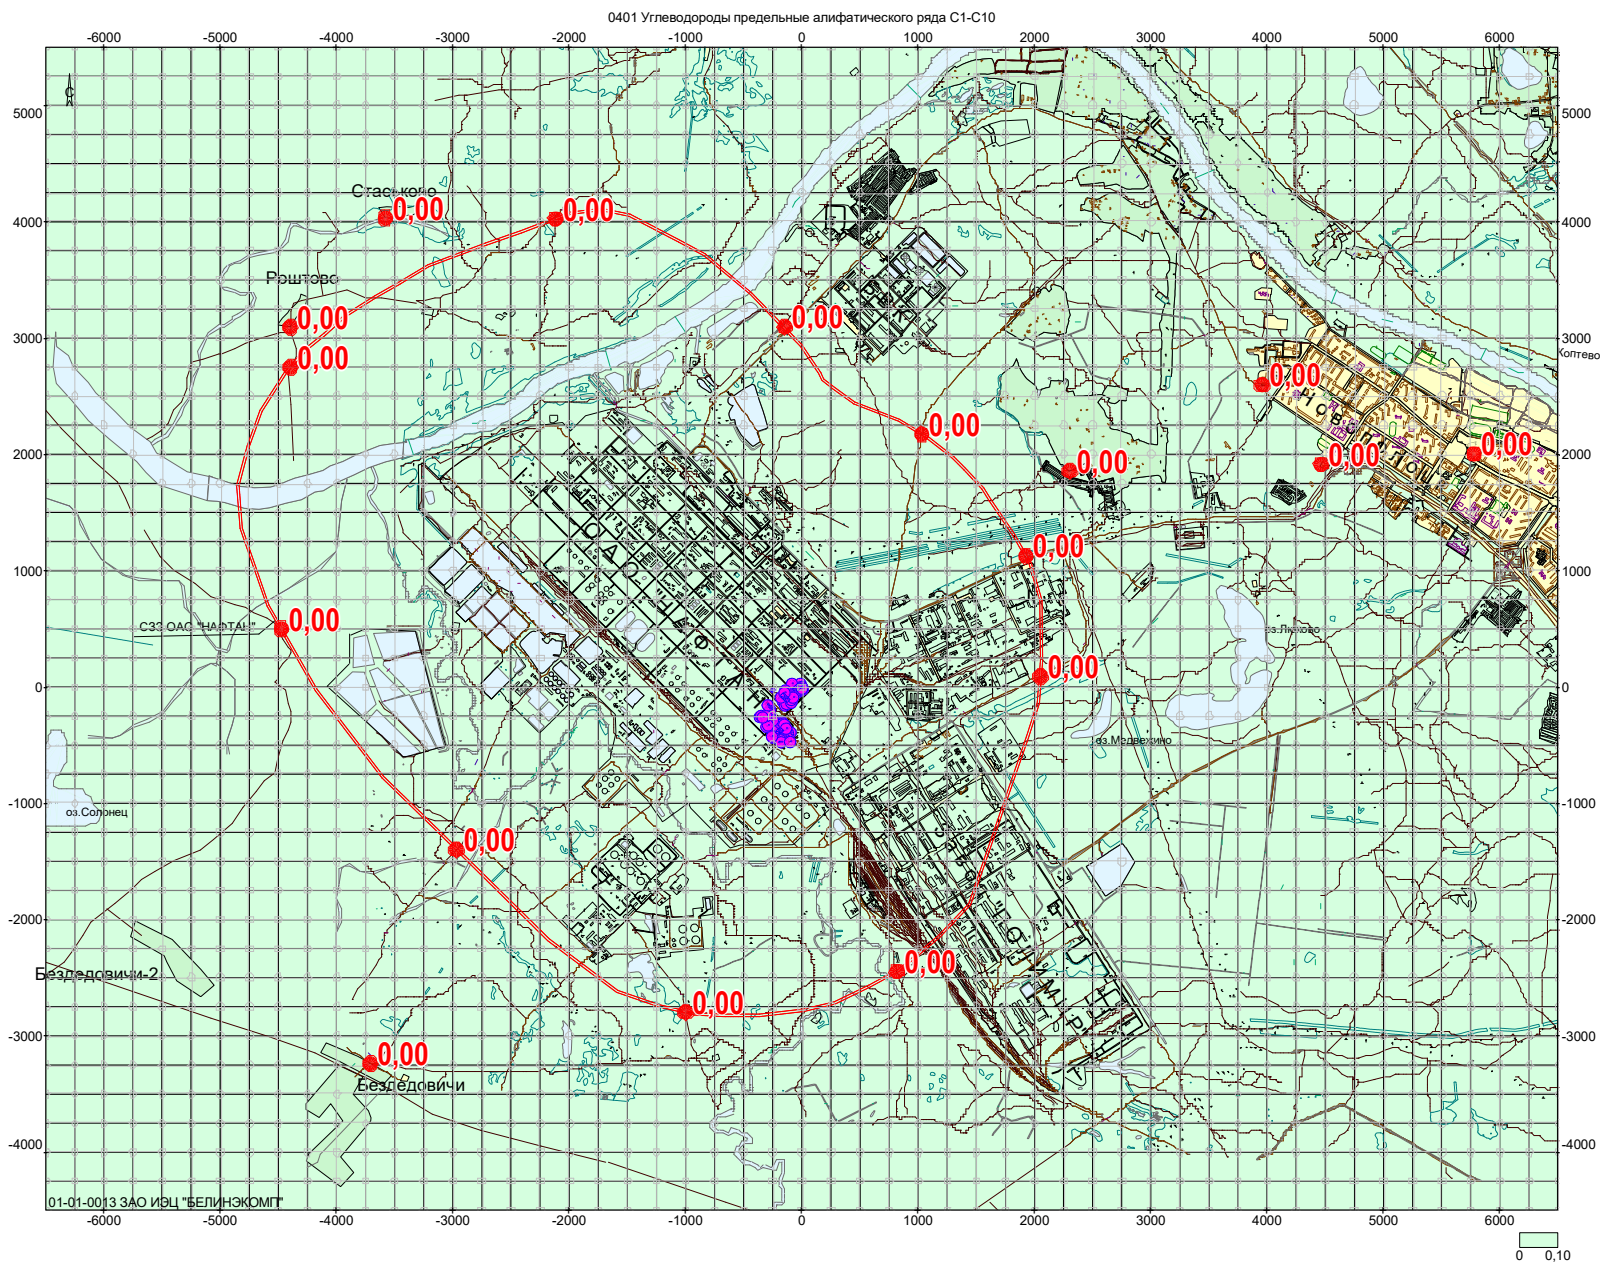 0401 Углеводороды предельные алифатического ряда С1-С10
-6000 -5000 -4000 -3000 -2000 -1000 0 1000 2000 3000 4000 5000 6000
С
5000 5000
Стаськово
0,00 0,00
4000 4000
Роштово
0,00 0,00
3000 3000
Коптево
0,00
0,00
0,00 0,00
2000 0,00 0,00 2000
0,00
1000 1000
СЗЗ ОАО "НАФТАН"
0,00
оз.Люхово
0,00
0 0
оз.Медвежино
-1000 -1000
оз.Солонец
0,00
-2000 -2000
Бездедовичи-2
0,00
0,00
-3000 -3000
0,00
Бездедовичи
-4000 -4000
01-01-0013 ЗАО ИЭЦ "БЕЛИНЭКОМП"
-6000 -5000 -4000 -3000 -2000 -1000 0 1000 2000 3000 4000 5000 6000
0 0,10